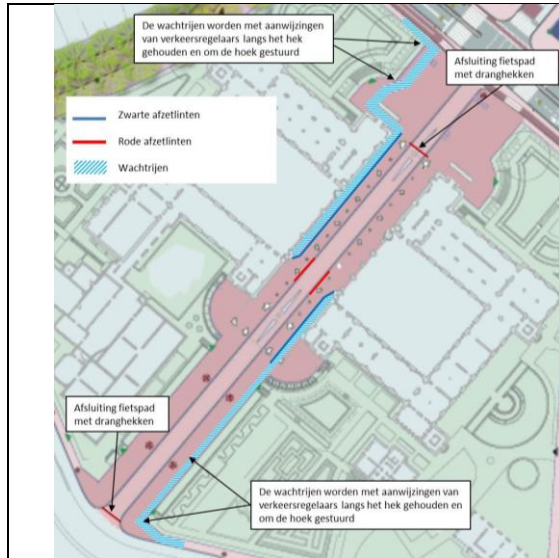 De wachtrijen worden met aanwijzingen
van verkeersregelaars langs het hek
gehouden en om de hoek gestuurd
Afsluiting fietspad
met dranghekken
Zwarte afzetlinten
Rode afzetlinten
Wachtrijen
Afsluiting fietspad
met dranghekken
De wachtrijen worden met aanwijzingen van
verkeersregelaars langs het hek gehouden en
om de hoek gestuurd